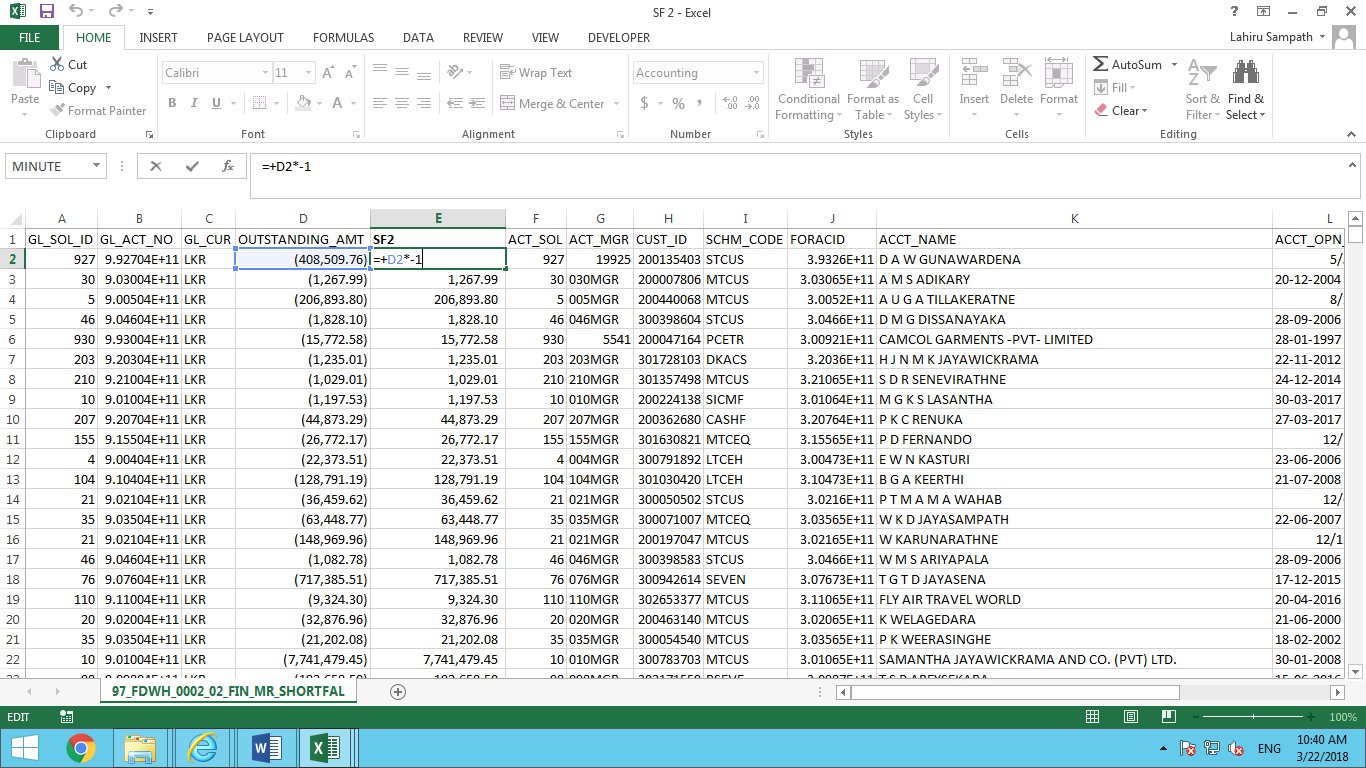 SF 2 - Excel
FILE HOME INSERT PAGE LAYOUT FORMULAS DATA REVIEW VIEW DEVELOPER Lahiru Sampath
Paste Cut Copy Format Painter
Clipboard
Calibri 11
B I U A
Font
Wrap Text
Merge & Center
Alignment
Accounting
$ % ,
Number
Conditional Formatting Format as Table Cell Styles
Styles
Insert Delete Format
Cells
AutoSum Fill Clear Sort & Filter Find & Select
Editing
MINUTE fx =+D2*-1
A B C D E F G H I J K L
1 GL_SOL_ID GL_ACT_NO GL_CUR OUTSTANDING_AMT SF2 ACT_SOL ACT_MGR CUST_ID SCHM_CODE FORACID ACCT_NAME ACCT_OPN_
2 927 9.92704E+11 LKR (408,509.76) =+D2*-1 927 19925 200135403 STCUS 3.9326E+11 D A W GUNAWARDENA 5/
3 30 9.03004E+11 LKR (1,267.99) 1,267.99 30 030MGR 200007806 MTCUS 3.03065E+11 A M S ADIKARY 20-12-2004
4 5 9.00504E+11 LKR (206,893.80) 206,893.80 5 005MGR 200440068 MTCUS 3.0052E+11 A U G A TILLAKERATNE 8/
5 46 9.04604E+11 LKR (1,828.10) 1,828.10 46 046MGR 300398604 STCUS 3.0466E+11 D M G DISSANAYAKA 28-09-2006
6 930 9.93004E+11 LKR (15,772.58) 15,772.58 930 5541 200047164 PCETR 3.00921E+11 CAMCOL GARMENTS -PVT- LIMITED 28-01-1997
7 203 9.20304E+11 LKR (1,235.01) 1,235.01 203 203MGR 301728103 DKACS 3.2036E+11 H J N M K JAYAWICKRAMA 22-11-2012
8 210 9.21004E+11 LKR (1,029.01) 1,029.01 210 210MGR 301357498 MTCUS 3.21065E+11 S D R SENEVIRATHNE 24-12-2014
9 10 9.01004E+11 LKR (1,197.53) 1,197.53 10 010MGR 200224138 SICMF 3.01064E+11 M G K S LASANTHA 30-03-2017
10 207 9.20704E+11 LKR (44,873.29) 44,873.29 207 207MGR 200362680 CASHF 3.20764E+11 P K C RENUKA 27-03-2017
11 155 9.15504E+11 LKR (26,772.17) 26,772.17 155 155MGR 301630821 MTCEQ 3.15565E+11 P D FERNANDO 12/
12 4 9.00404E+11 LKR (22,373.51) 22,373.51 4 004MGR 300791892 LTCEH 3.00473E+11 E W N KASTURI 23-06-2006
13 104 9.10404E+11 LKR (128,791.19) 128,791.19 104 104MGR 301030420 LTCEH 3.10473E+11 B G A KEERTHI 21-07-2008
14 21 9.02104E+11 LKR (36,459.62) 36,459.62 21 021MGR 300050502 STCUS 3.0216E+11 P T M A M A WAHAB 12/
15 35 9.03504E+11 LKR (63,448.77) 63,448.77 35 035MGR 300071007 MTCEQ 3.03565E+11 W K D JAYASAMPATH 22-06-2007
16 21 9.02104E+11 LKR (148,969.96) 148,969.96 21 021MGR 200197047 MTCUS 3.02165E+11 W KARUNARATHNE 12/1
17 46 9.04604E+11 LKR (1,082.78) 1,082.78 46 046MGR 300398583 STCUS 3.0466E+11 W M S ARIYAPALA 28-09-2006
18 76 9.07604E+11 LKR (717,385.51) 717,385.51 76 076MGR 300942614 SEVEN 3.07673E+11 T G T D JAYASENA 17-12-2015
19 110 9.11004E+11 LKR (9,324.30) 9,324.30 110 110MGR 302653377 MTCUS 3.11065E+11 FLY AIR TRAVEL WORLD 20-04-2016
20 20 9.02004E+11 LKR (32,876.96) 32,876.96 20 020MGR 200463140 MTCUS 3.02065E+11 K WELAGEDARA 21-06-2000
21 35 9.03504E+11 LKR (21,202.08) 21,202.08 35 035MGR 300054540 MTCUS 3.03565E+11 P K WEERASINGHE 18-02-2002
22 10 9.01004E+11 LKR (7,741,479.45) 7,741,479.45 10 010MGR 300783703 MTCUS 3.01065E+11 SAMANTHA JAYAWICKRAMA AND CO. (PVT) LTD. 30-01-2008
97_FDWH_0002_02_FIN_MR_SHORTFAL
EDIT 100%
ENG 10:40 AM
3/22/2018